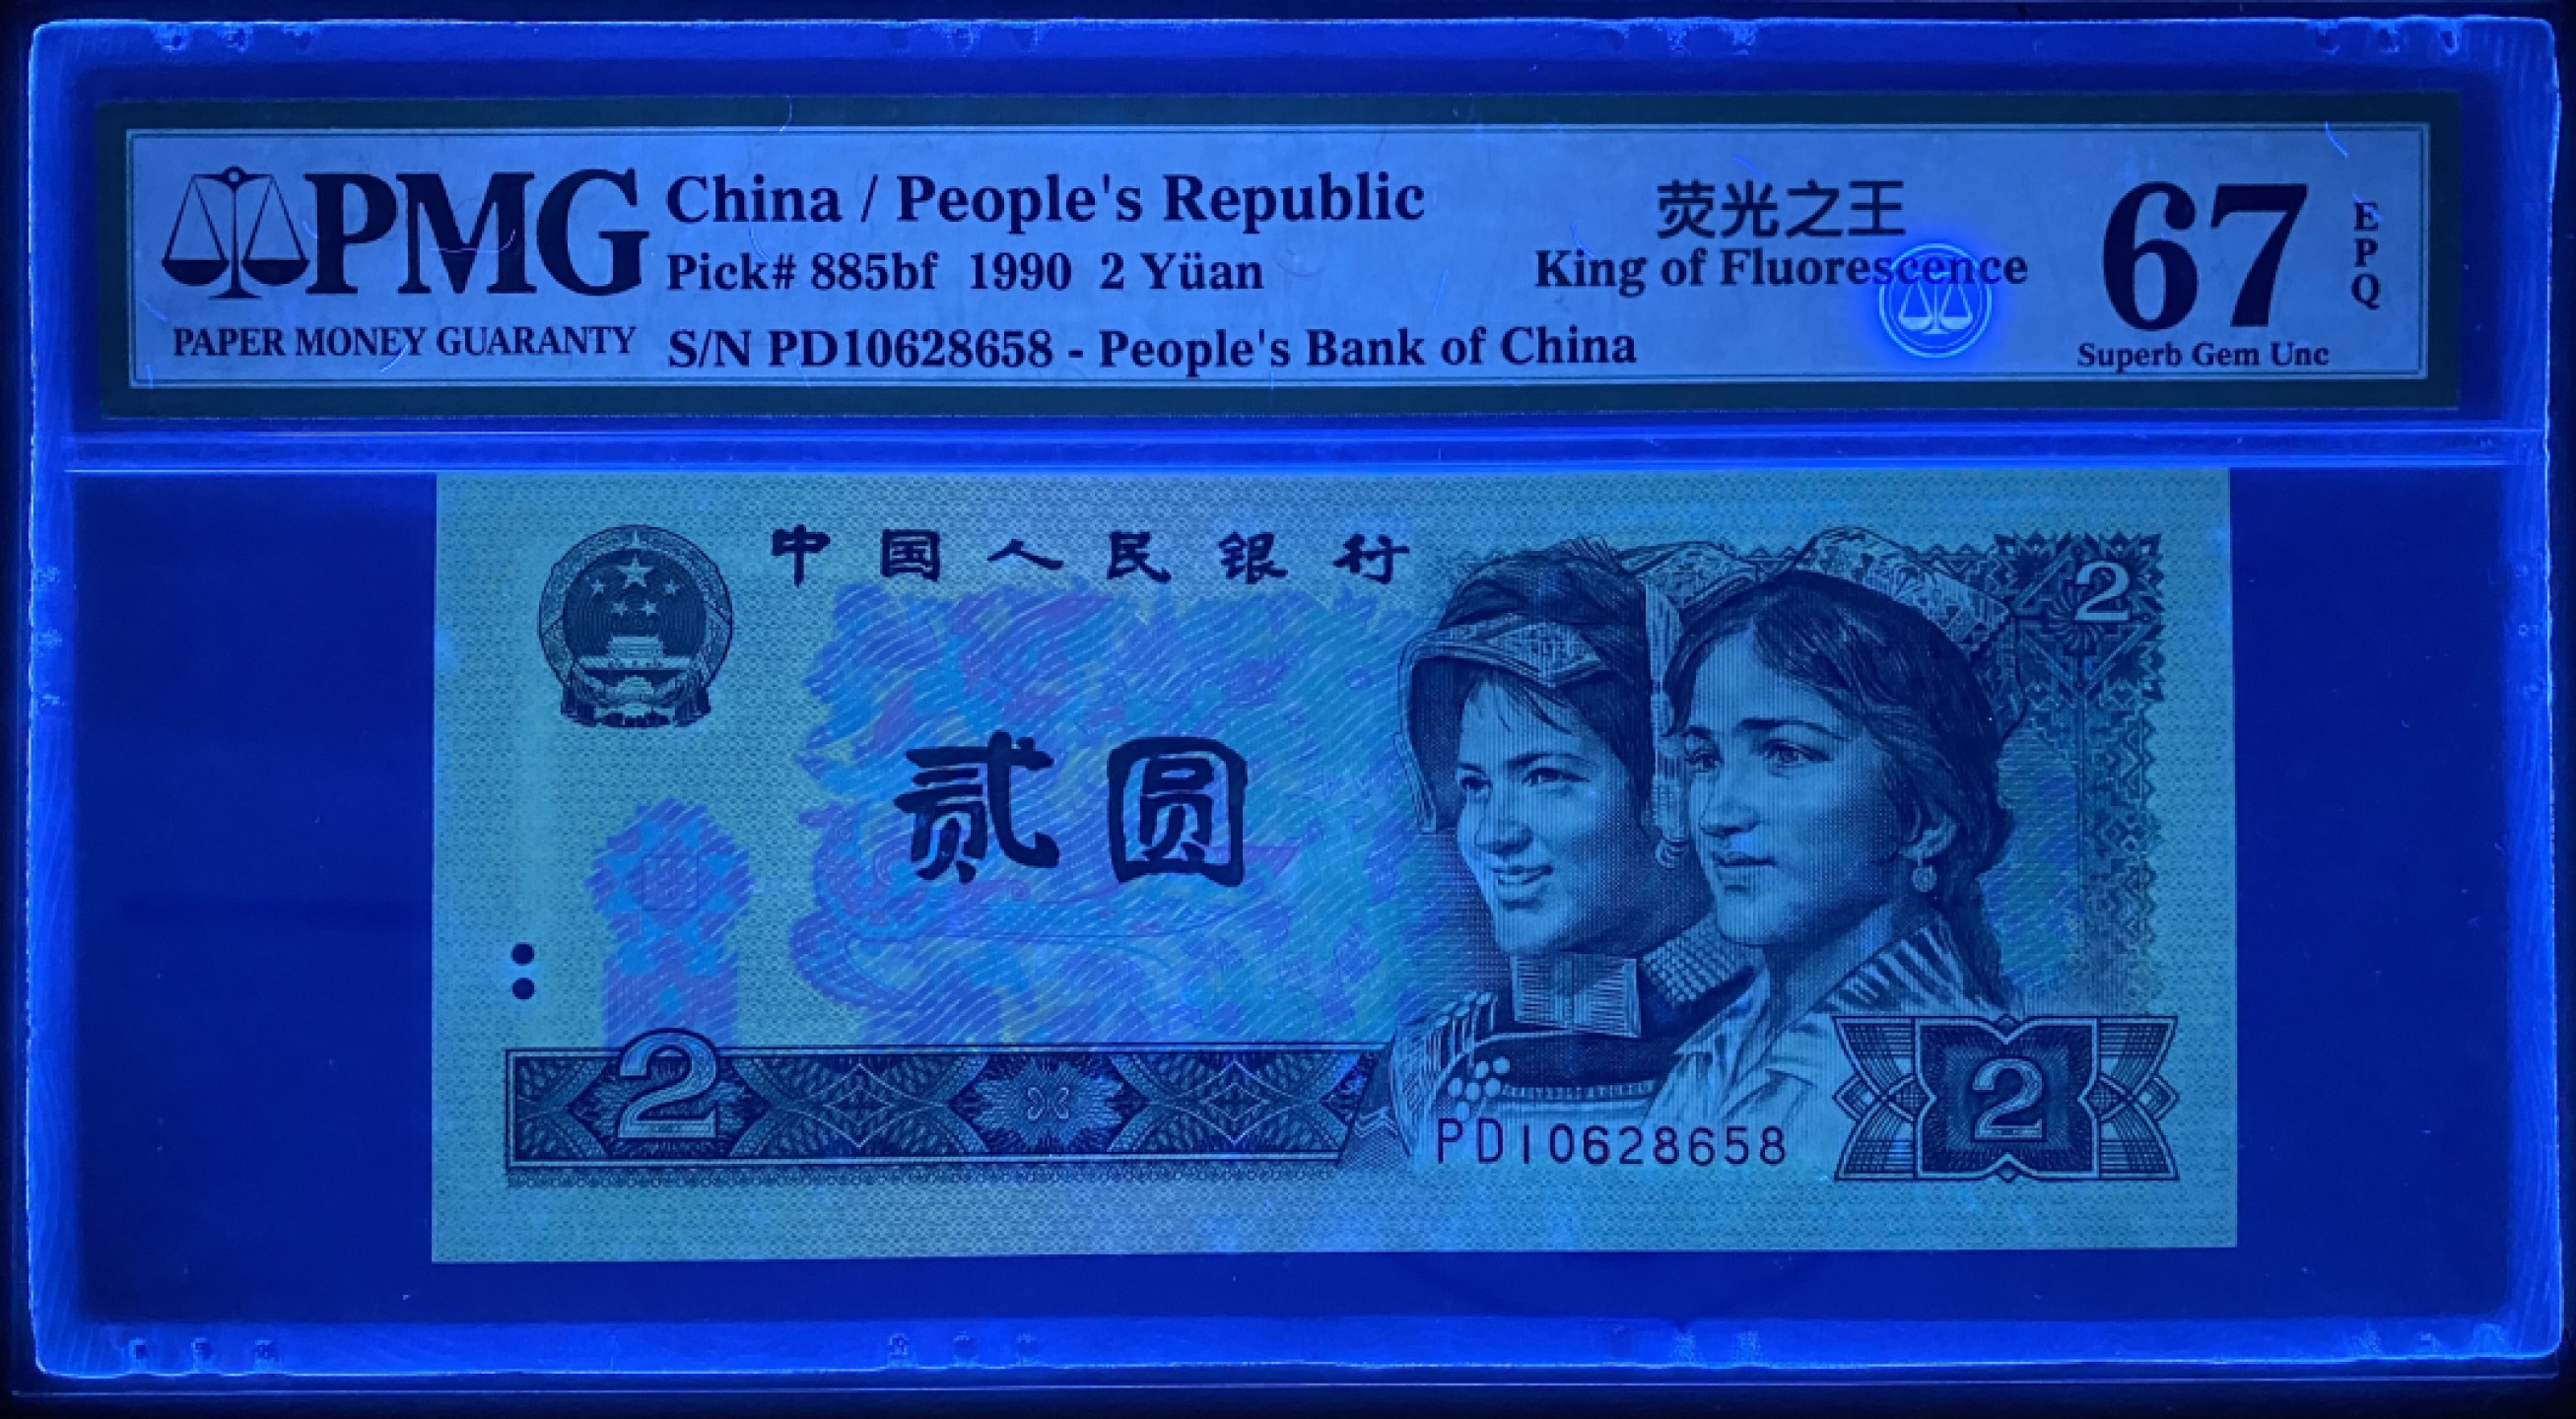 PMG
PAPER MONEY GUARANTY
China / People's Republic
Pick# 885bf 1990 2 Yüan
S/N PD10628658 - People's Bank of China
荧光之王
King of Fluorescence
67
EPQ
Superb Gem Unc
中国人民银行
2
贰圆
2
PD10628658
2